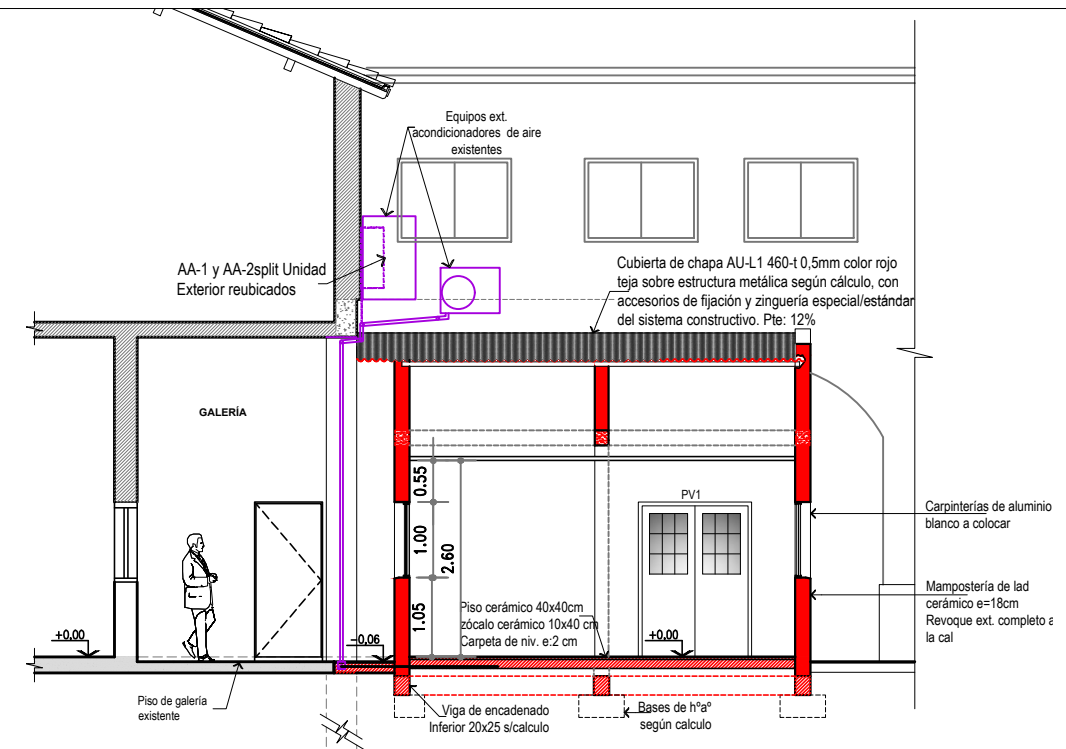 Equipos ext.
acondicionadores de aire
existentes
AA-1 y AA-2split Unidad
Exterior reubicados
Cubierta de chapa AU-L1 460-t 0,5mm color rojo
teja sobre estructura metálica según cálculo, con
accesorios de fijación y zinguería especial/estándar
del sistema constructivo. Pte: 12%
GALERÍA
0.55
1.00
2.60
1.05
PV1
Carpinterías de aluminio
blanco a colocar
Mampostería de lad
cerámico e=18cm
Revoque ext. completo a
la cal
Piso cerámico 40x40cm
zócalo cerámico 10x40 cm
Carpeta de niv. e:2 cm
+0,00
-0,06
+0,00
Piso de galería
existente
Viga de encadenado
Inferior 20x25 s/calculo
Bases de hºaº
según calculo